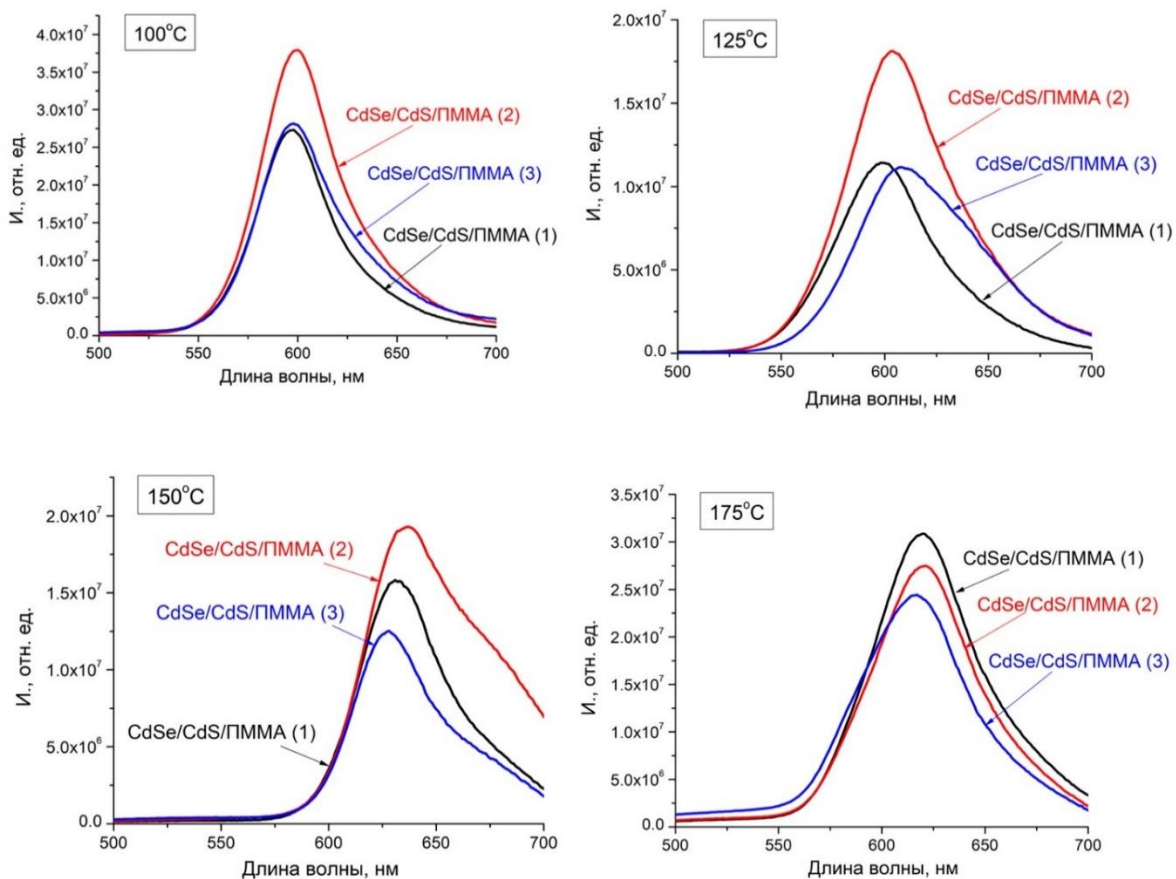 100°C
4.0x10⁷
3.5x10⁷
3.0x10⁷
2.5x10⁷
2.0x10⁷
1.5x10⁷
1.0x10⁷
5.0x10⁶
0.0
И., отн. ед.
CdSe/CdS/ПММА (2)
CdSe/CdS/ПММА (3)
CdSe/CdS/ПММА (1)
500 550 600 650 700
Длина волны, нм
125°C
2.0x10⁷
1.5x10⁷
1.0x10⁷
5.0x10⁶
0.0
И., отн. ед.
CdSe/CdS/ПММА (2)
CdSe/CdS/ПММА (3)
CdSe/CdS/ПММА (1)
500 550 600 650 700
Длина волны, нм
150°C
2.0x10⁷
1.5x10⁷
1.0x10⁷
5.0x10⁶
0.0
И., отн. ед.
CdSe/CdS/ПММА (2)
CdSe/CdS/ПММА (3)
CdSe/CdS/ПММА (1)
500 550 600 650 700
Длина волны, нм
175°C
3.5x10⁷
3.0x10⁷
2.5x10⁷
2.0x10⁷
1.5x10⁷
1.0x10⁷
5.0x10⁶
0.0
И., отн. ед.
CdSe/CdS/ПММА (1)
CdSe/CdS/ПММА (2)
CdSe/CdS/ПММА (3)
500 550 600 650 700
Длина волны, нм